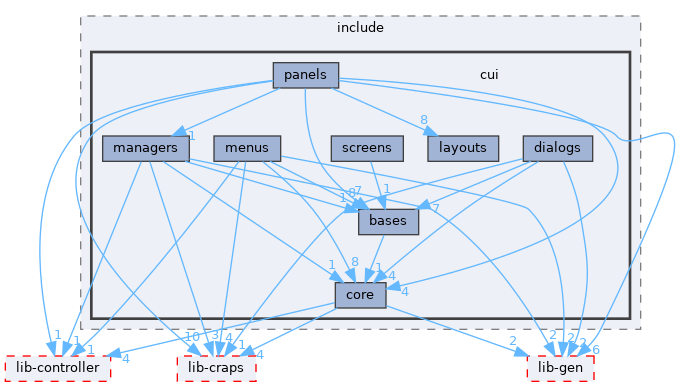 include
panels
cui
8
1
managers
menus
screens
layouts
dialogs
1
8
7
1
7
bases
1
8
1
4
4
core
1
1
1
4
lib-controller
10
3
4
1
4
lib-craps
2
2
2
2
6
lib-gen